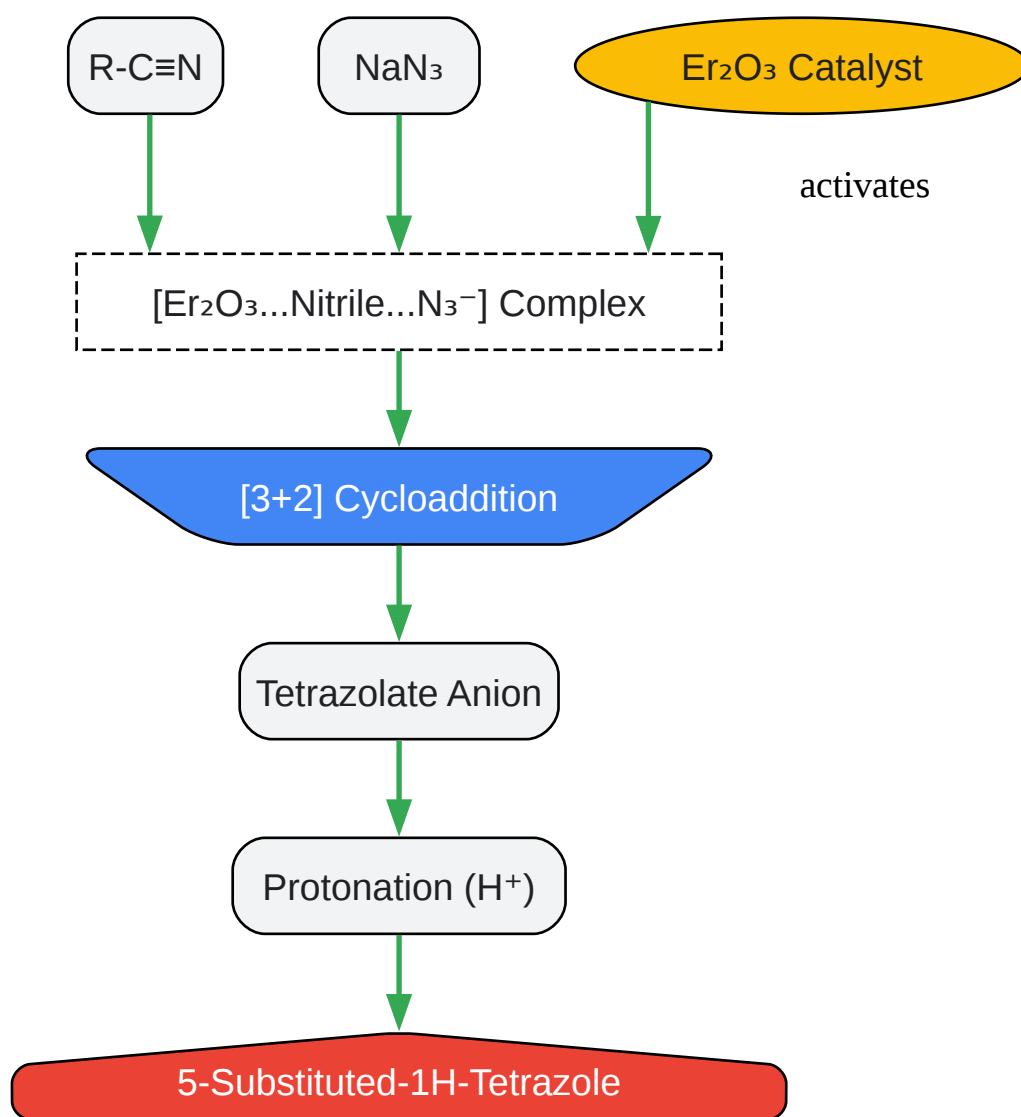 R-C≡N
NaN₃
Er₂O₃ Catalyst
activates
[Er₂O₃...Nitrile...N₃⁻] Complex
[3+2] Cycloaddition
Tetrazolate Anion
Protonation (H⁺)
5-Substituted-1H-Tetrazole